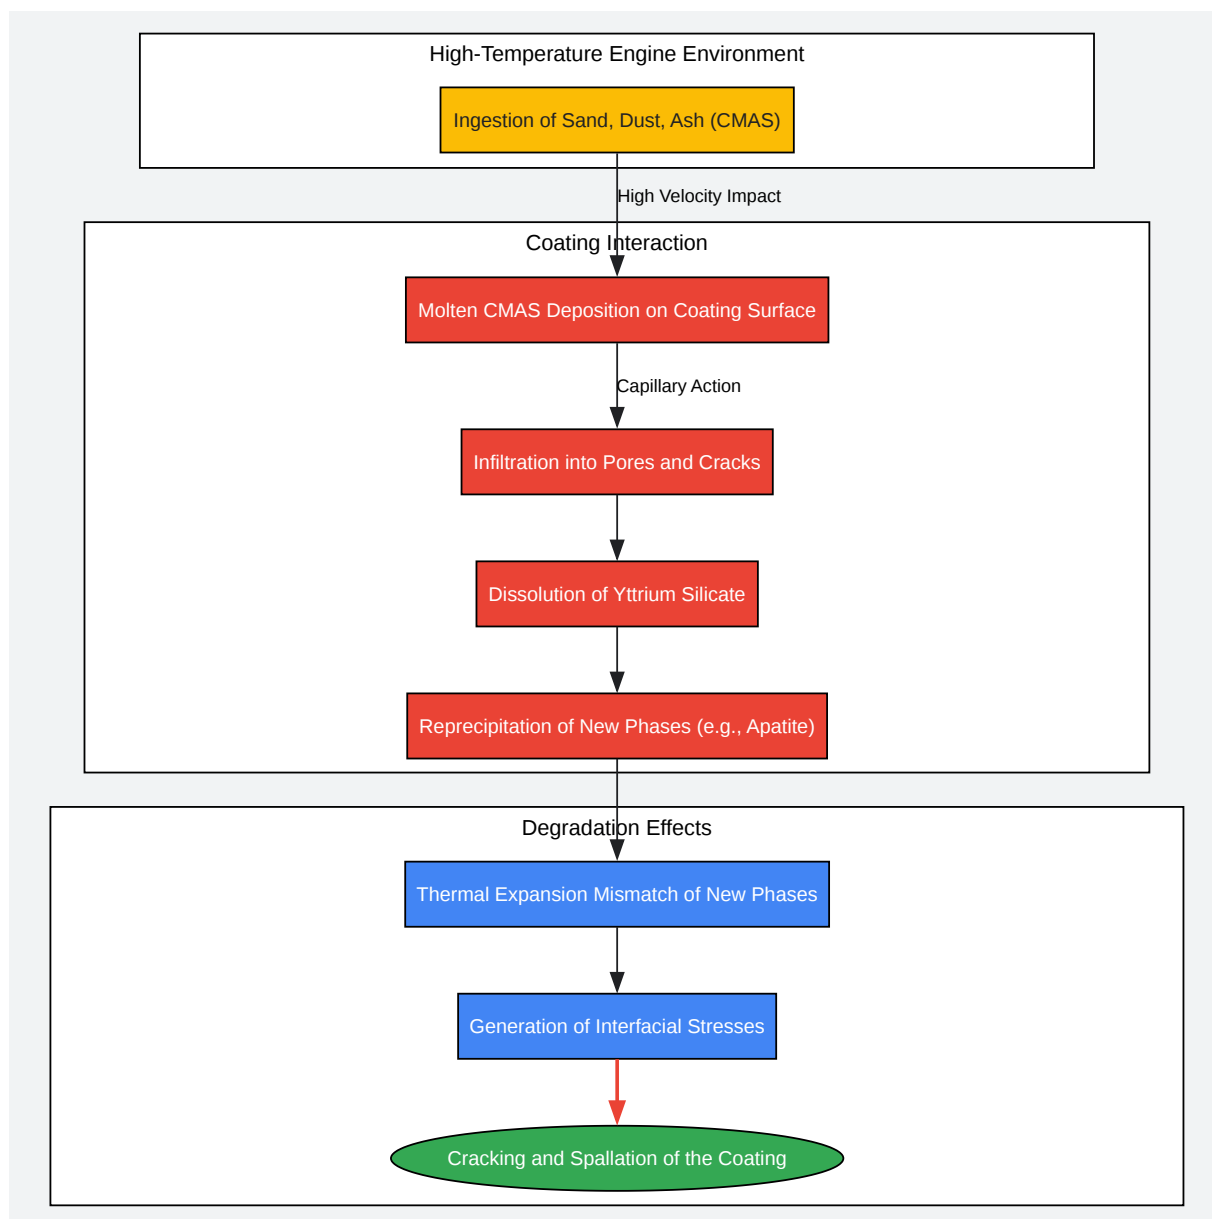 High-Temperature Engine Environment
Ingestion of Sand, Dust, Ash (CMAS)
High Velocity Impact
Coating Interaction
Molten CMAS Deposition on Coating Surface
Capillary Action
Infiltration into Pores and Cracks
Dissolution of Yttrium Silicate
Reprecipitation of New Phases (e.g., Apatite)
Degradation Effects
Thermal Expansion Mismatch of New Phases
Generation of Interfacial Stresses
Cracking and Spallation of the Coating